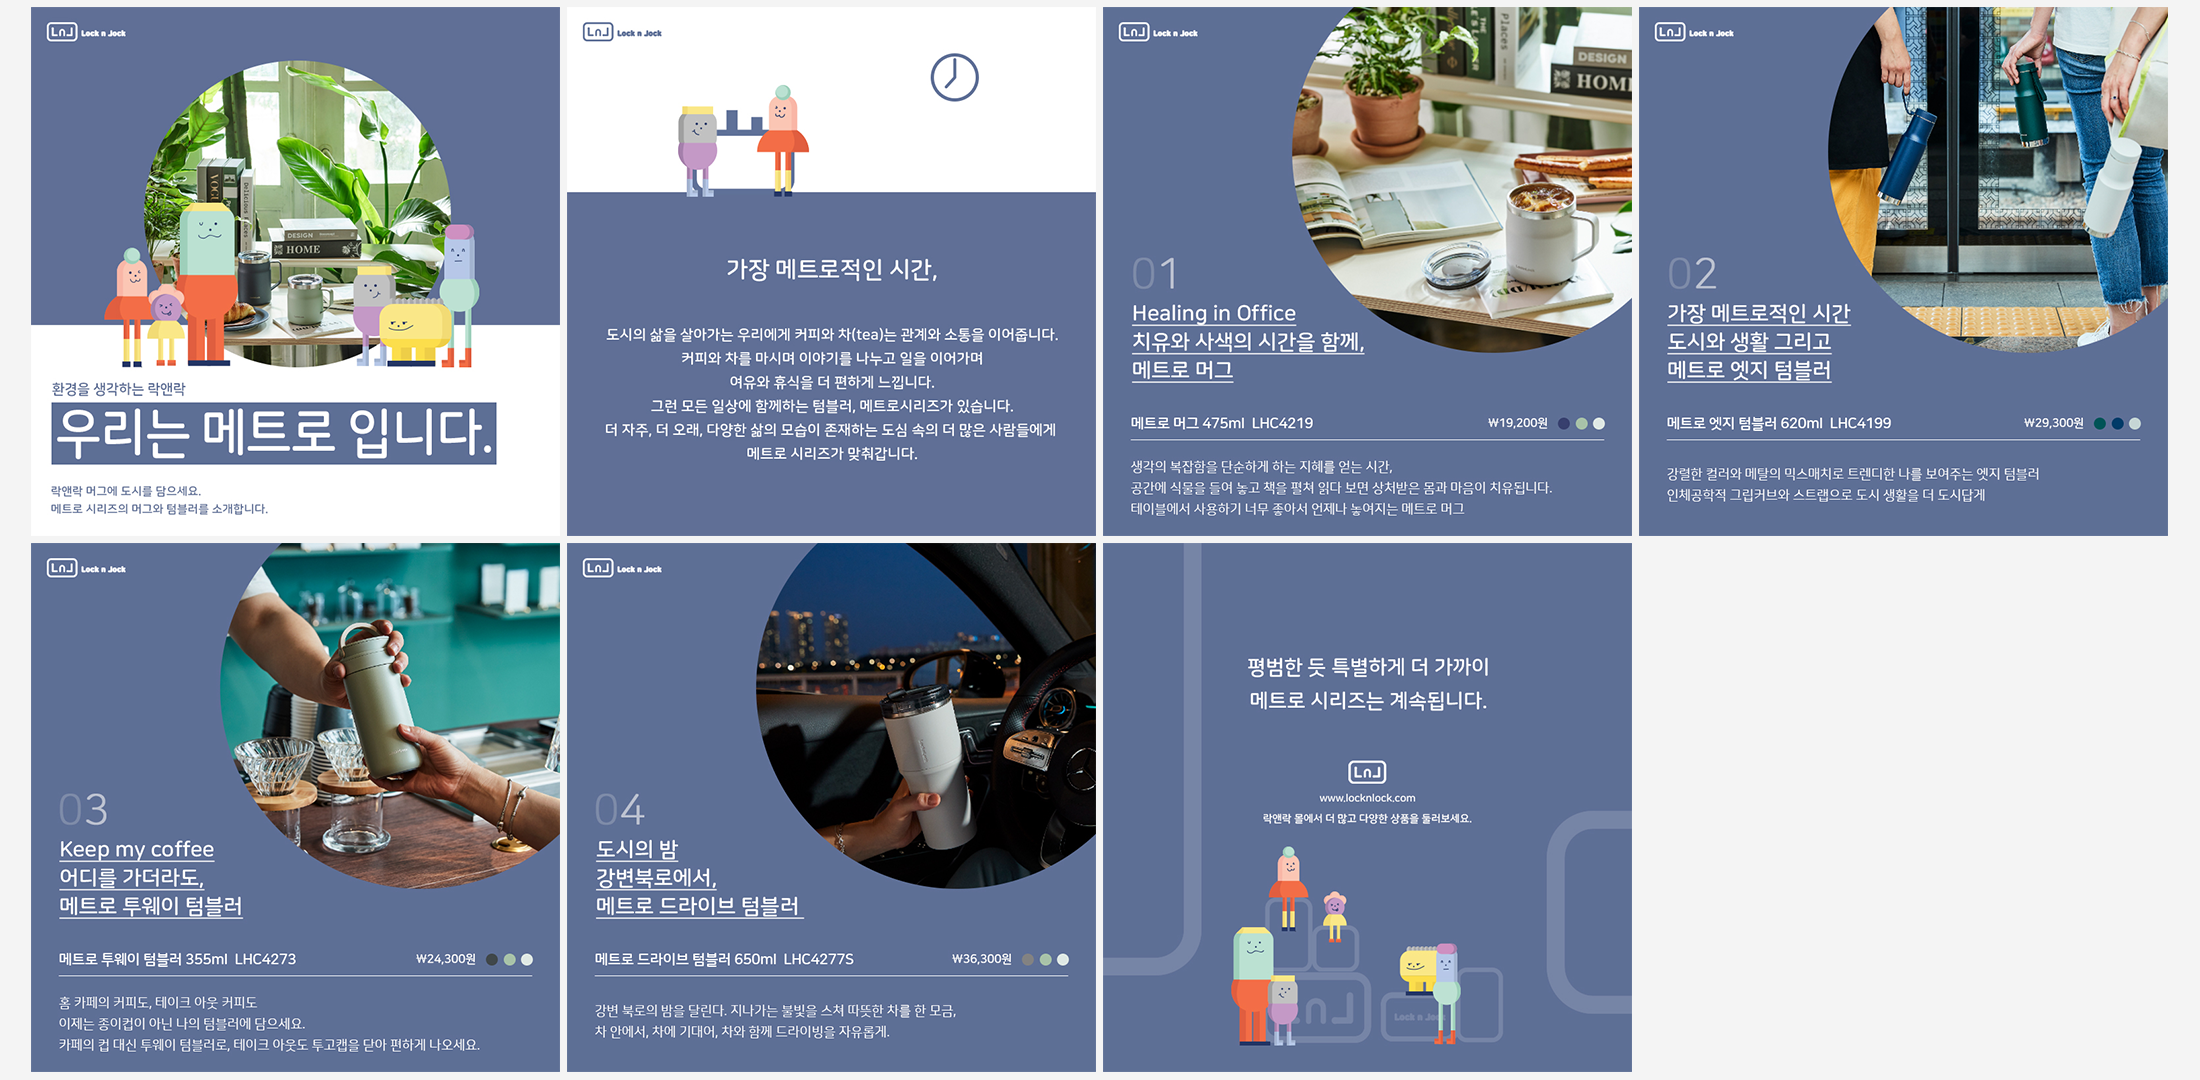 LnJ Lock n Jock
VOGUE
DESIGN
HOME
환경을 생각하는 락앤락
우리는 메트로 입니다.
락앤락 머그에 도시를 담으세요.
메트로 시리즈의 머그와 텀블러를 소개합니다.
LnJ Lock n Jock
가장 메트로적인 시간,
도시의 삶을 살아가는 우리에게 커피와 차(tea)는 관계와 소통을 이어줍니다.
커피와 차를 마시며 이야기를 나누고 일을 이어가며
여유와 휴식을 더 편하게 느낍니다.
그런 모든 일상에 함께하는 텀블러, 메트로시리즈가 있습니다.
더 자주, 더 오래, 다양한 삶의 모습이 존재하는 도심 속의 더 많은 사람들에게
메트로 시리즈가 맞춰갑니다.
LnJ Lock n Jock
Places
DESIGN
HOME
01
Healing in Office
치유와 사색의 시간을 함께,
메트로 머그
메트로 머그 475ml LHC4219 ₩19,200원
생각의 복잡함을 단순하게 하는 지혜를 얻는 시간,
공간에 식물을 들여 놓고 책을 펼쳐 읽다 보면 상처받은 몸과 마음이 치유됩니다.
테이블에서 사용하기 너무 좋아서 언제나 놓여지는 메트로 머그
LnJ Lock n Jock
02
가장 메트로적인 시간
도시와 생활 그리고
메트로 엣지 텀블러
메트로 엣지 텀블러 620ml LHC4199 ₩29,300원
강렬한 컬러와 메탈의 믹스매치로 트렌디한 나를 보여주는 엣지 텀블러
인체공학적 그립커브와 스트랩으로 도시 생활을 더 도시답게
LnJ Lock n Jock
03
Keep my coffee
어디를 가더라도,
메트로 투웨이 텀블러
메트로 투웨이 텀블러 355ml LHC4273 ₩24,300원
홈 카페의 커피도, 테이크 아웃 커피도
이제는 종이컵이 아닌 나의 텀블러에 담으세요.
카페의 컵 대신 투웨이 텀블러로, 테이크 아웃도 투고캡을 닫아 편하게 나오세요.
LnJ Lock n Jock
04
도시의 밤
강변북로에서,
메트로 드라이브 텀블러
메트로 드라이브 텀블러 650ml LHC4277S ₩36,300원
강변 북로의 밤을 달린다. 지나가는 불빛을 스쳐 따뜻한 차를 한 모금,
차 안에서, 차에 기대어, 차와 함께 드라이빙을 자유롭게.
평범한 듯 특별하게 더 가까이
메트로 시리즈는 계속됩니다.
LnJ
www.locknlock.com
락앤락 몰에서 더 많고 다양한 상품을 둘러보세요.
LnJ
Lock n